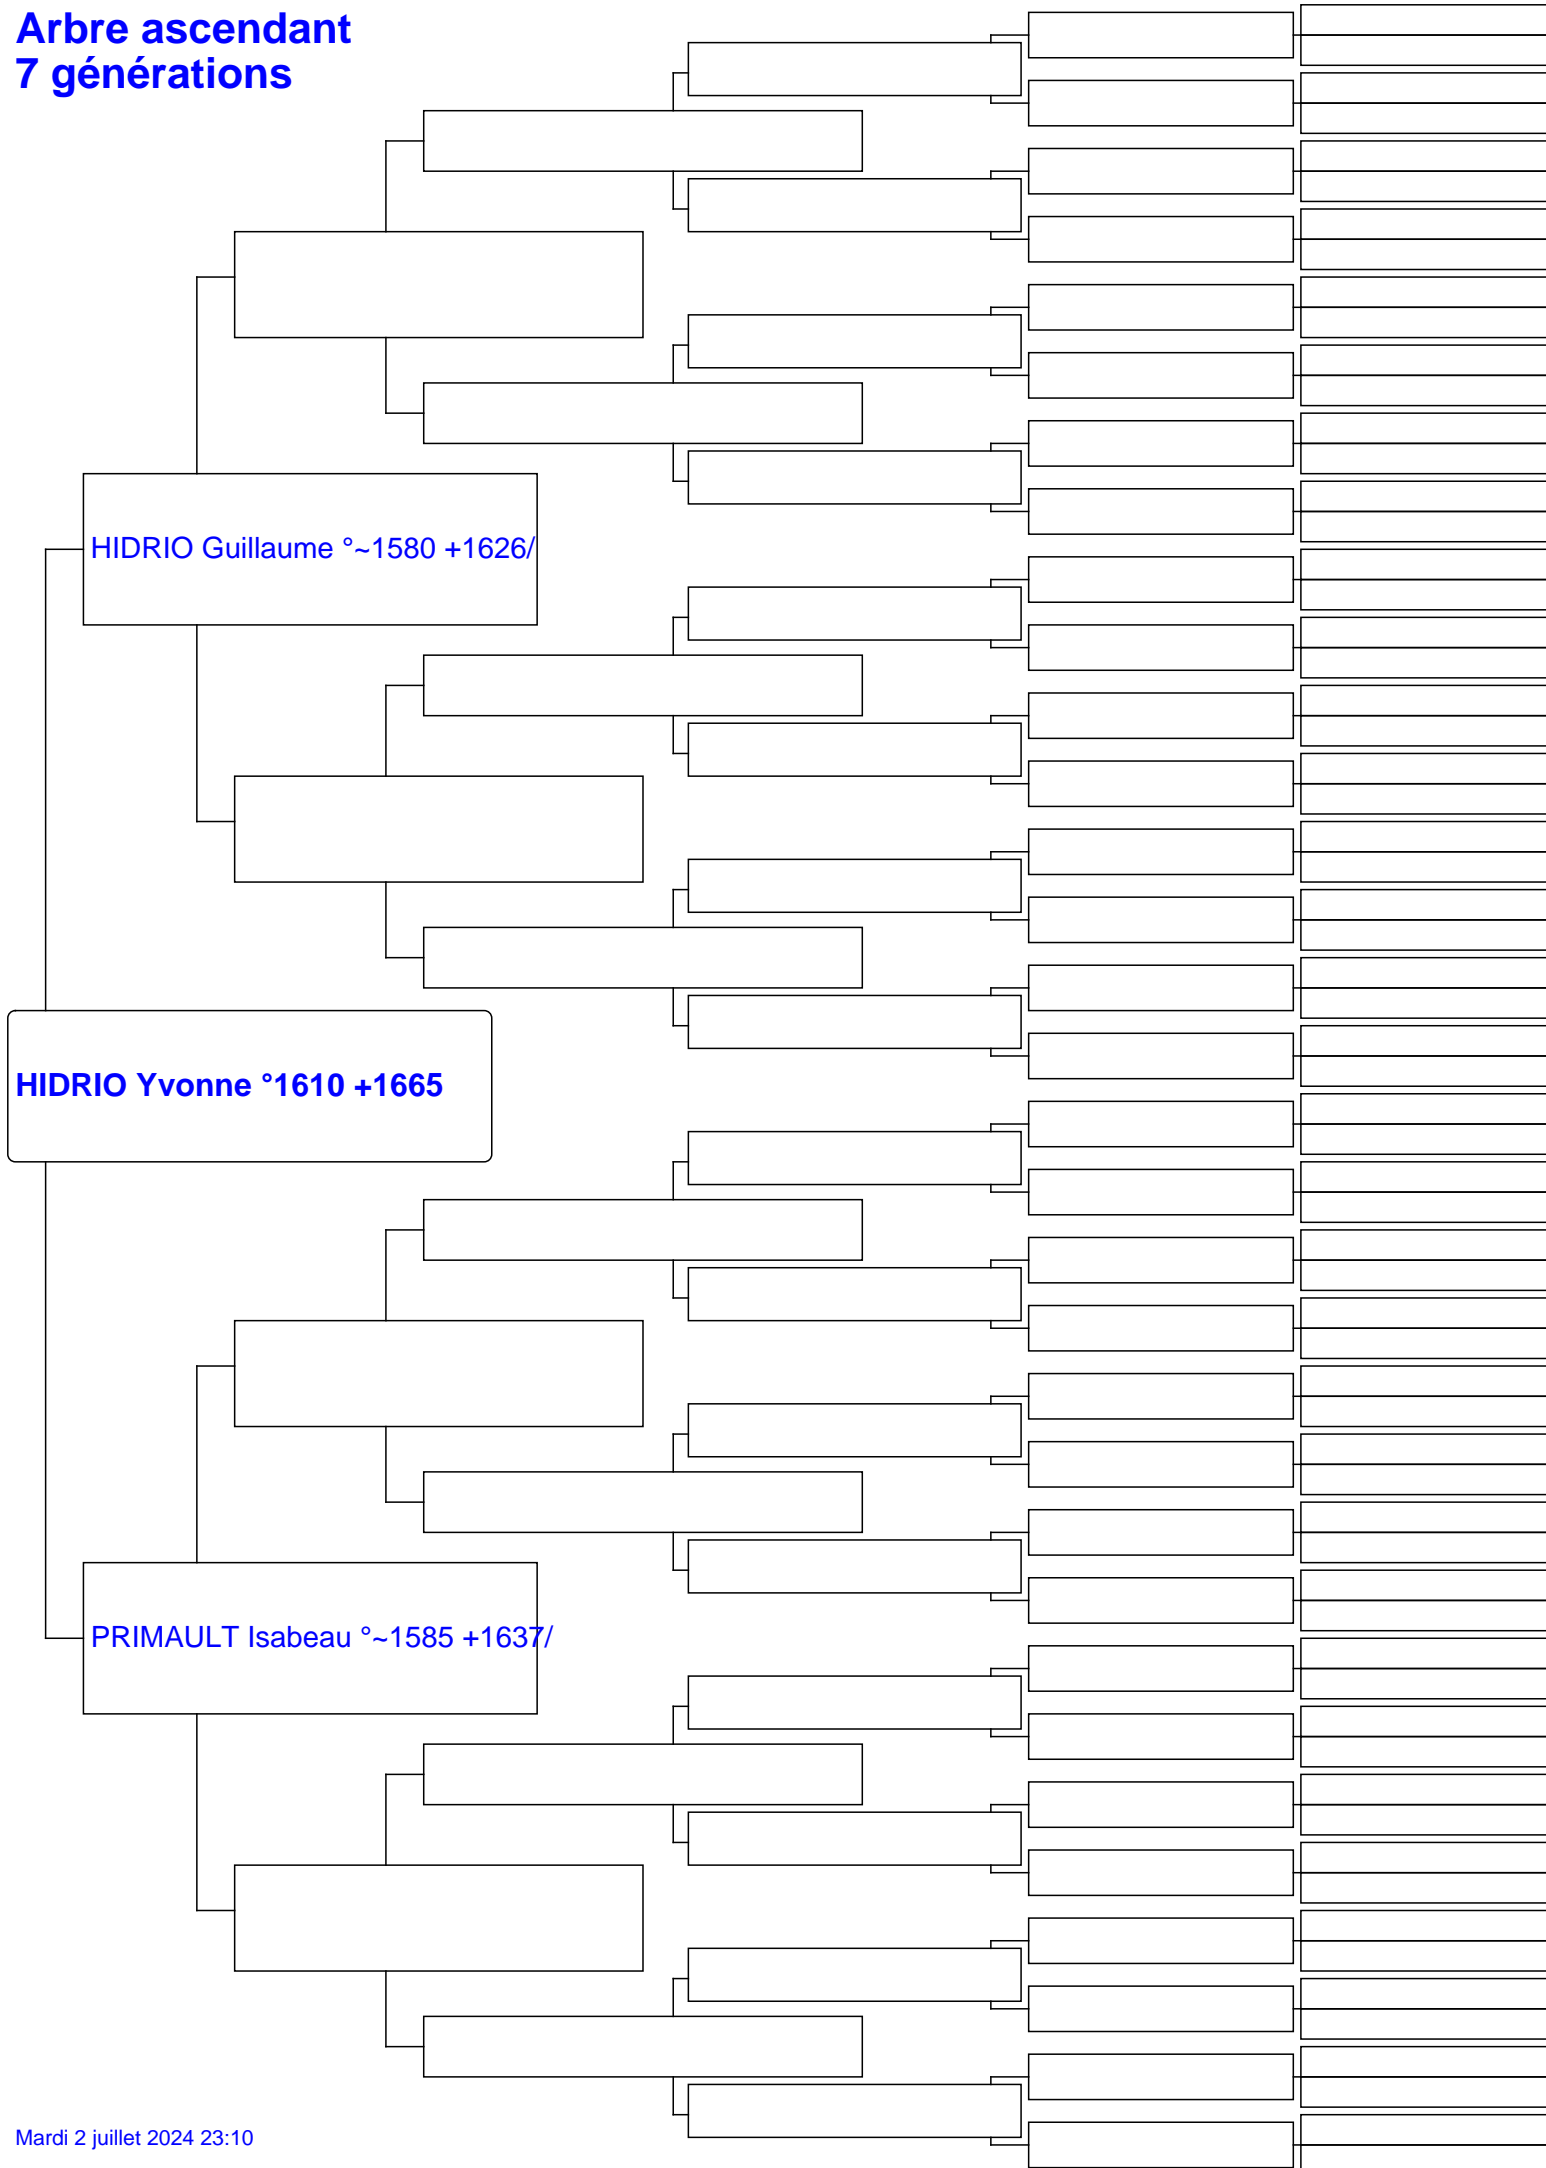 Arbre ascendant
7 générations
HIDRIO Guillaume °~1580 +1626/
HIDRIO Yvonne °1610 +1665
PRIMAULT Isabeau °~1585 +1637/
Mardi 2 juillet 2024 23:10